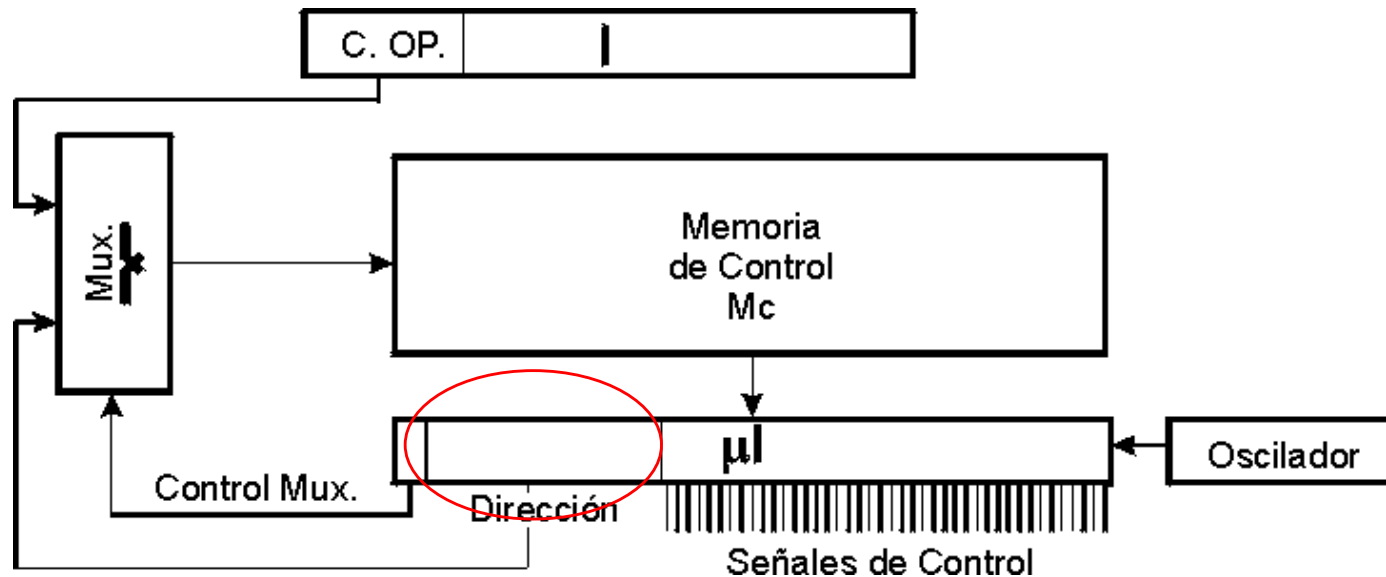 C. OP.
I
Mux.
Memoria
de Control
Mc
μI
Oscilador
Control Mux.
Dirección
Señales de Control